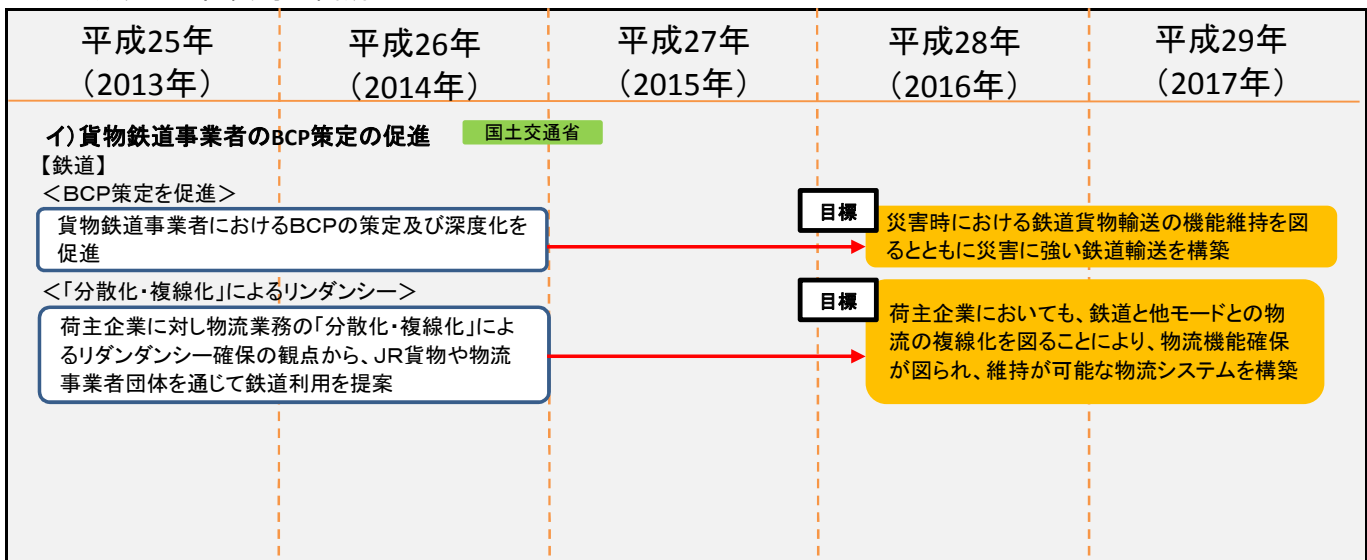 平成25年
(2013年)
平成26年
(2014年)
平成27年
(2015年)
平成28年
(2016年)
平成29年
(2017年)
イ)貨物鉄道事業者のBCP策定の促進
国土交通省
【鉄道】
<BCP策定を促進>
貨物鉄道事業者におけるBCPの策定及び深度化を
促進
目標
災害時における鉄道貨物輸送の機能維持を図
るとともに災害に強い鉄道輸送を構築
<「分散化・複線化」によるリンダンシー>
荷主企業に対し物流業務の「分散化・複線化」によ
るリダンダンシー確保の観点から、JR貨物や物流
事業者団体を通じて鉄道利用を提案
目標
荷主企業においても、鉄道と他モードとの物
流の複線化を図ることにより、物流機能確保
が図られ、維持が可能な物流システムを構築